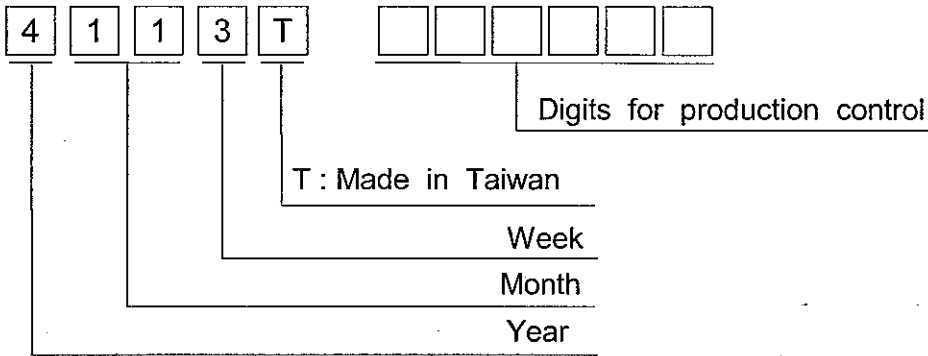 4 1 1 3 T
Digits for production control
T : Made in Taiwan
Week
Month
Year